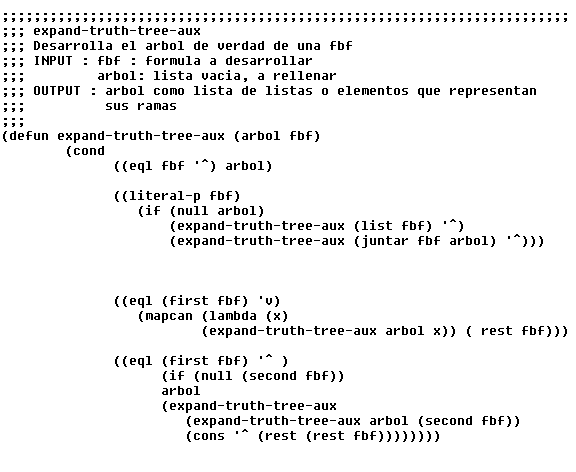 ;;;;;;;;;;;;;;;;;;;;;;;;;;;;;;;;;;;;;;;;;;;;;;;;;;;;;;;;;;;;;;;;;;;;;;;
;;; expand-truth-tree-aux
;;; Desarrolla el arbol de verdad de una fbf
;;; INPUT : fbf : formula a desarrollar
;;;         arbol: lista vacia, a rellenar
;;; OUTPUT : arbol como lista de listas o elementos que representan
;;;          sus ramas
;;;
(defun expand-truth-tree-aux (arbol fbf)
        (cond
              ((eql fbf '^) arbol)
              ((literal-p fbf)
                 (if (null arbol)
                     (expand-truth-tree-aux (list fbf) '^)
                     (expand-truth-tree-aux (juntar fbf arbol) '^)))
              ((eql (first fbf) 'v)
                 (mapcan (lambda (x)
                         (expand-truth-tree-aux arbol x)) ( rest fbf)))
              ((eql (first fbf) '^ )
                    (if (null (second fbf))
                    arbol
                    (expand-truth-tree-aux
                       (expand-truth-tree-aux arbol (second fbf))
                       (cons '^ (rest (rest fbf))))))))